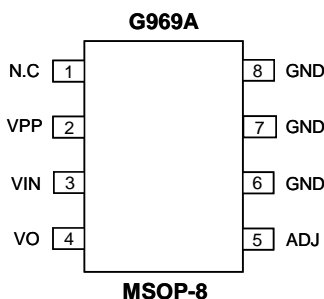 G969A
N.C 1 8 GND
VPP 2 7 GND
VIN 3 6 GND
VO 4 5 ADJ
MSOP-8